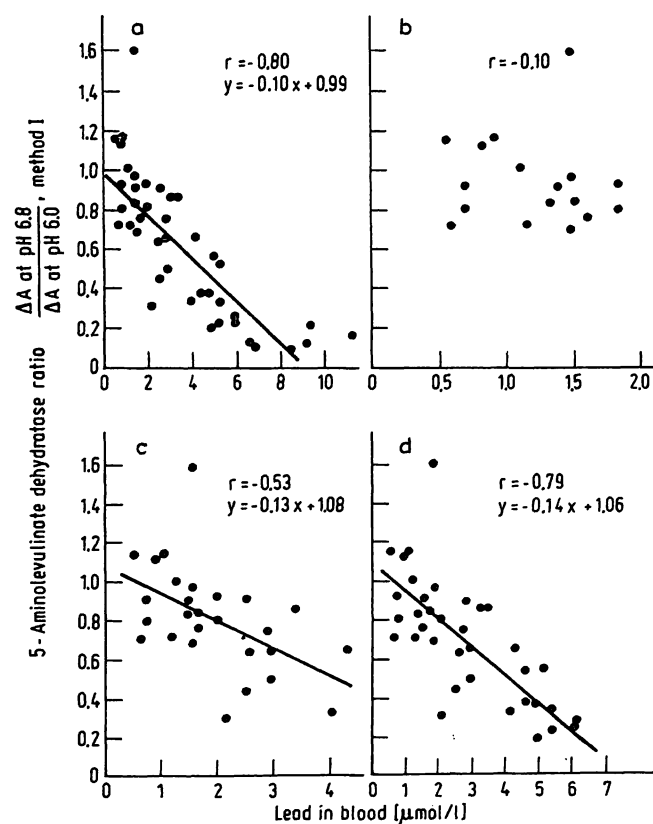 a
r=-0.80
y=-0.10x+0.99
b
r=-0.10
1.6
1.4
1.2
1.0
0.8
0.6
0.4
0.2
0
0 2 4 6 8 10
0 0.5 1.0 1.5 2.0
5-Aminolevulinate dehydratase ratio ΔA at pH 6.8 / ΔA at pH 6.0 , method I
c
r=-0.53
y=-0.13x+1.08
d
r=-0.79
y=-0.14x+1.06
1.6
1.4
1.2
1.0
0.8
0.6
0.4
0.2
0
0 1 2 3 4
0 1 2 3 4 5 6 7
Lead in blood [μmol/l]